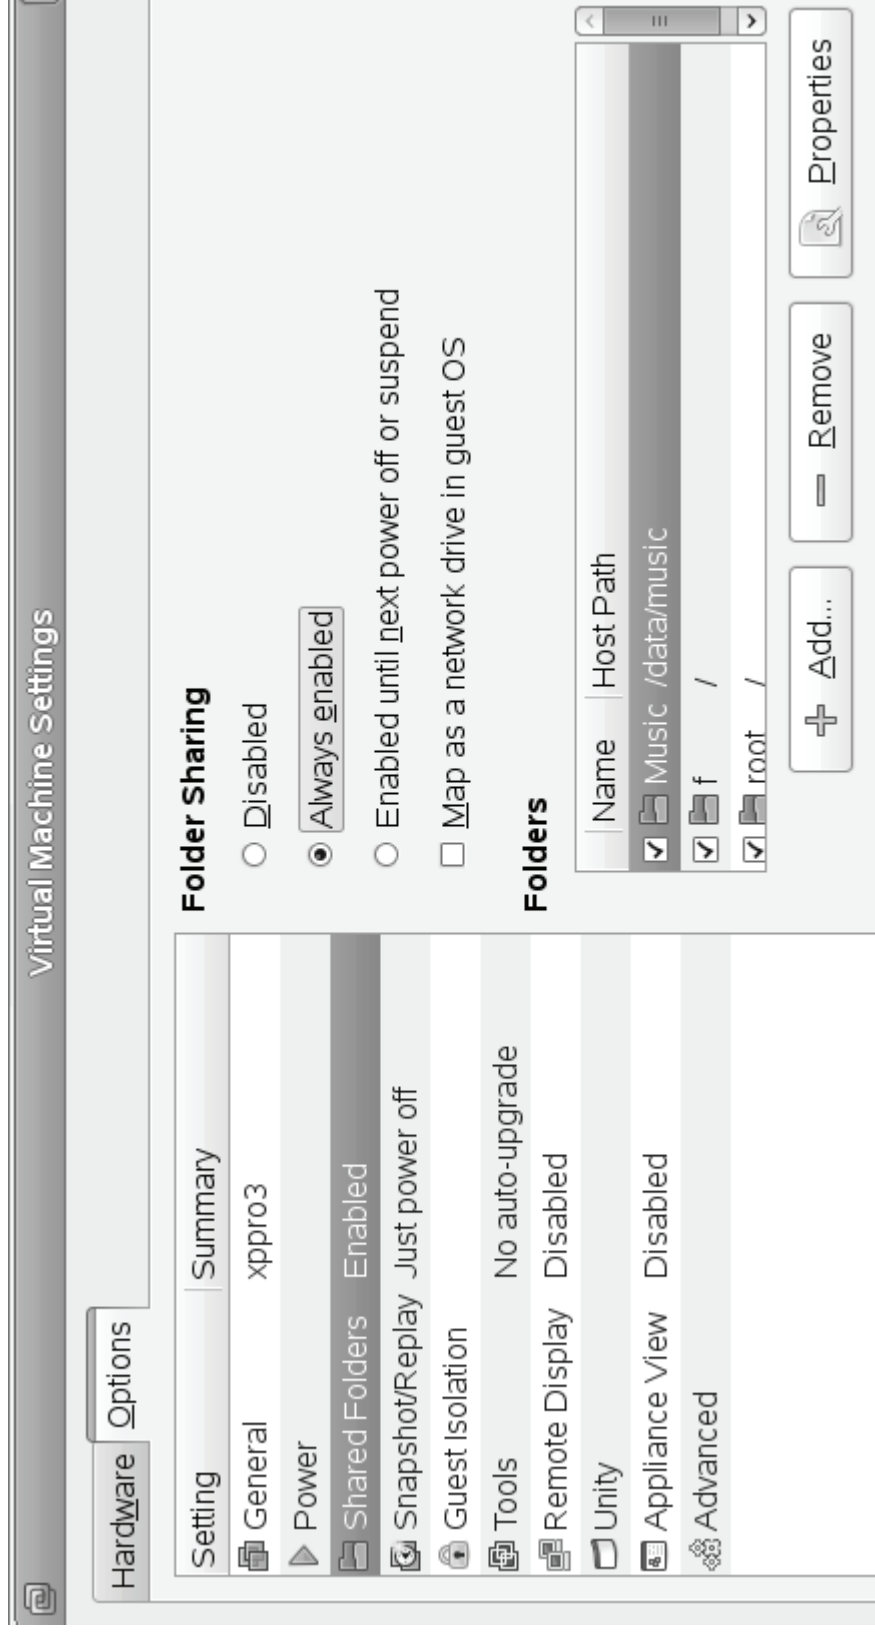 Virtual Machine Settings
Hardware Options
Setting Summary
General xppro3
Power
Shared Folders Enabled
Snapshot/Replay Just power off
Guest Isolation
Tools No auto-upgrade
Remote Display Disabled
Unity
Appliance View Disabled
Advanced
Folder Sharing
Disabled
Always enabled
Enabled until next power off or suspend
Map as a network drive in guest OS
Folders
Name Host Path
Music /data/music
f /
root /
Add... Remove Properties